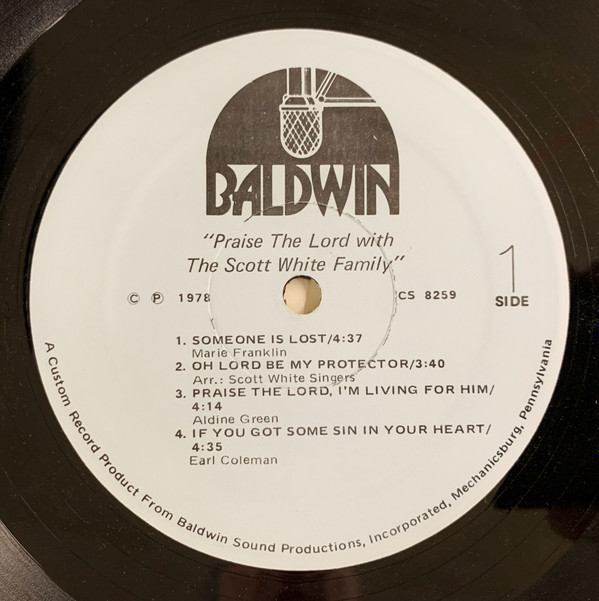 BALDWIN
"Praise The Lord with
The Scott White Family"
1
SIDE
© ℗ 1978
CS 8259
1. SOMEONE IS LOST/4:37
Marie Franklin
2. OH LORD BE MY PROTECTOR/3:40
Arr.: Scott White Singers
3. PRAISE THE LORD, I'M LIVING FOR HIM/
4:14
Aldine Green
4. IF YOU GOT SOME SIN IN YOUR HEART/
4:35
Earl Coleman
A Custom Record Product From Baldwin Sound Productions, Incorporated, Mechanicsburg, Pennsylvania